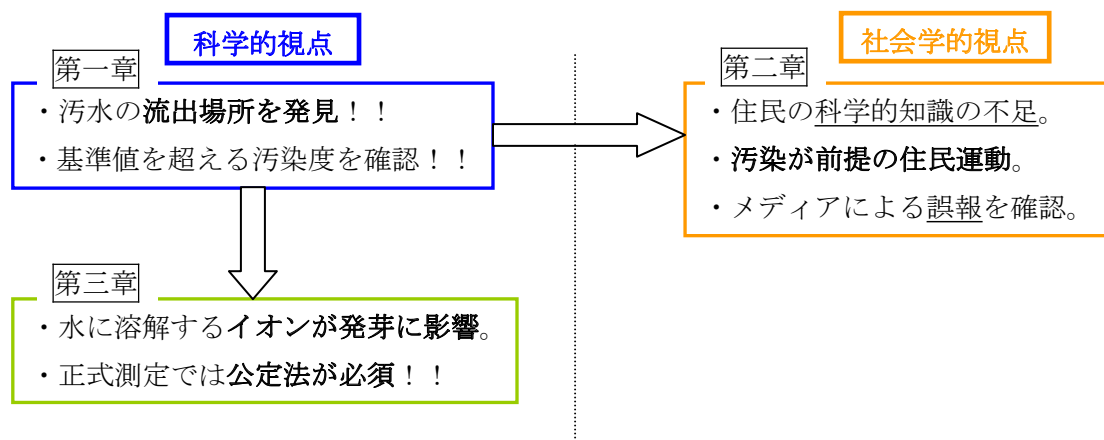 科学的視点
第一章
・汚水の流出場所を発見！！
・基準値を超える汚染度を確認！！
第三章
・水に溶解するイオンが発芽に影響。
・正式測定では公定法が必須！！
社会学的視点
第二章
・住民の科学的知識の不足。
・汚染が前提の住民運動。
・メディアによる誤報を確認。